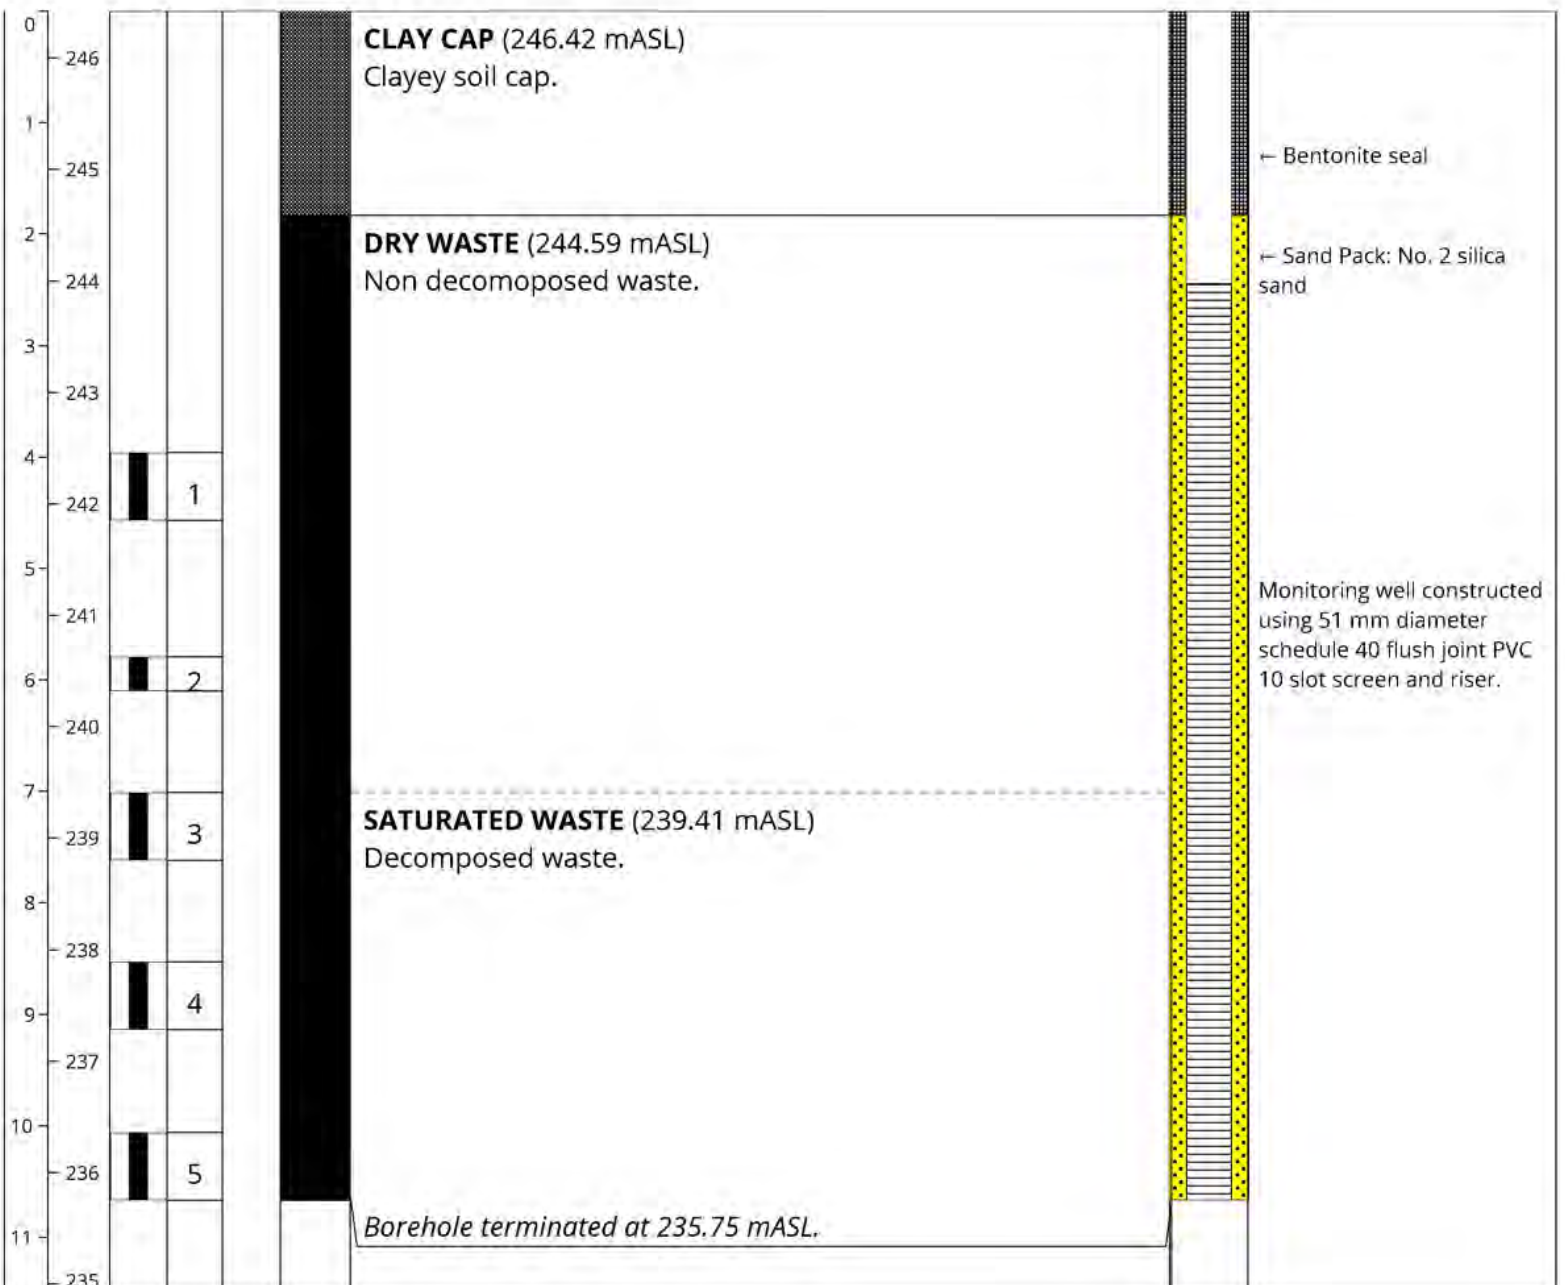 0
246
CLAY CAP (246.42 mASL)
Clayey soil cap.
1
245
← Bentonite seal
2
DRY WASTE (244.59 mASL)
Non decomoposed waste.
244
← Sand Pack: No. 2 silica
sand
3
243
4
242
1
5
241
Monitoring well constructed
using 51 mm diameter
schedule 40 flush joint PVC
10 slot screen and riser.
6
2
240
7
SATURATED WASTE (239.41 mASL)
Decomposed waste.
239
3
8
238
4
9
237
10
236
5
Borehole terminated at 235.75 mASL.
11
235